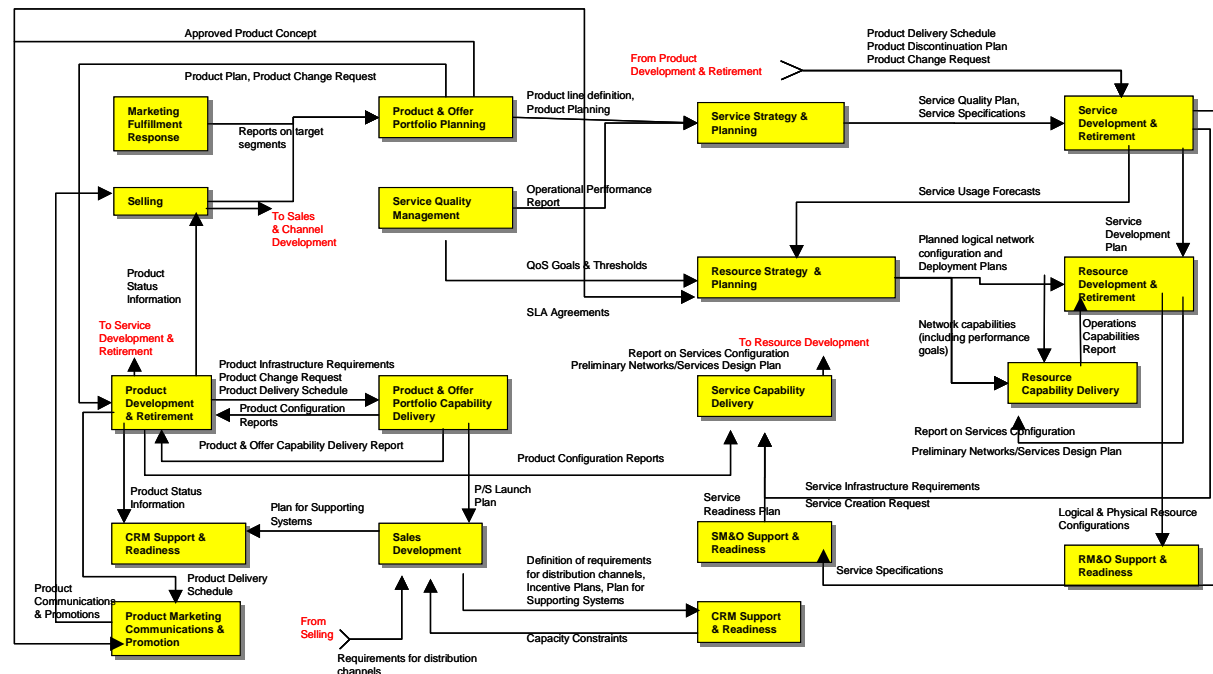 Approved Product Concept
Product Plan, Product Change Request
From Product
Development & Retirement
Product Delivery Schedule
Product Discontinuation Plan
Product Change Request
Marketing
Fulfillment
Response
Reports on target
segments
Product & Offer
Portfolio Planning
Product line definition,
Product Planning
Service Strategy &
Planning
Service Quality Plan,
Service Specifications
Service
Development &
Retirement
Selling
To Sales
& Channel
Development
Service Quality
Management
Operational Performance
Report
Service Usage Forecasts
Service
Development
Plan
Product
Status
Information
QoS Goals & Thresholds
SLA Agreements
Resource Strategy &
Planning
Planned logical network
configuration and
Deployment Plans
Resource
Development &
Retirement
To Service
Development &
Retirement
To Resource Development
Report on Services Configuration
Preliminary Networks/Services Design Plan
Network capabilities
(including performance
goals)
Operations
Capabilities
Report
Product
Development
& Retirement
Product Infrastructure Requirements
Product Change Request
Product Delivery Schedule
Product Configuration
Reports
Product & Offer
Portfolio Capability
Delivery
Service Capability
Delivery
Resource
Capability Delivery
Product & Offer Capability Delivery Report
Product Configuration Reports
Report on Services Configuration
Preliminary Networks/Services Design Plan
Product Status
Information
Plan for Supporting
Systems
P/S Launch
Plan
Service
Readiness Plan
Service Infrastructure Requirements
Service Creation Request
Logical & Physical Resource
Configurations
CRM Support &
Readiness
Sales
Development
SM&O Support &
Readiness
RM&O Support &
Readiness
Definition of requirements
for distribution channels,
Incentive Plans, Plan for
Supporting Systems
Service Specifications
Product
Communications
& Promotions
Product Delivery
Schedule
Product Marketing
Communications &
Promotion
From
Selling
Requirements for distribution
channels
Capacity Constraints
CRM Support
& Readiness